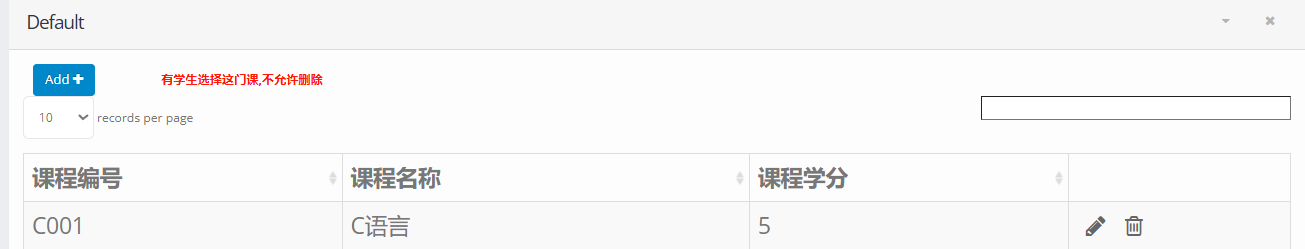 Default
Add
有学生选择这门课,不允许删除
10 records per page
课程编号 课程名称 课程学分
C001 C语言 5